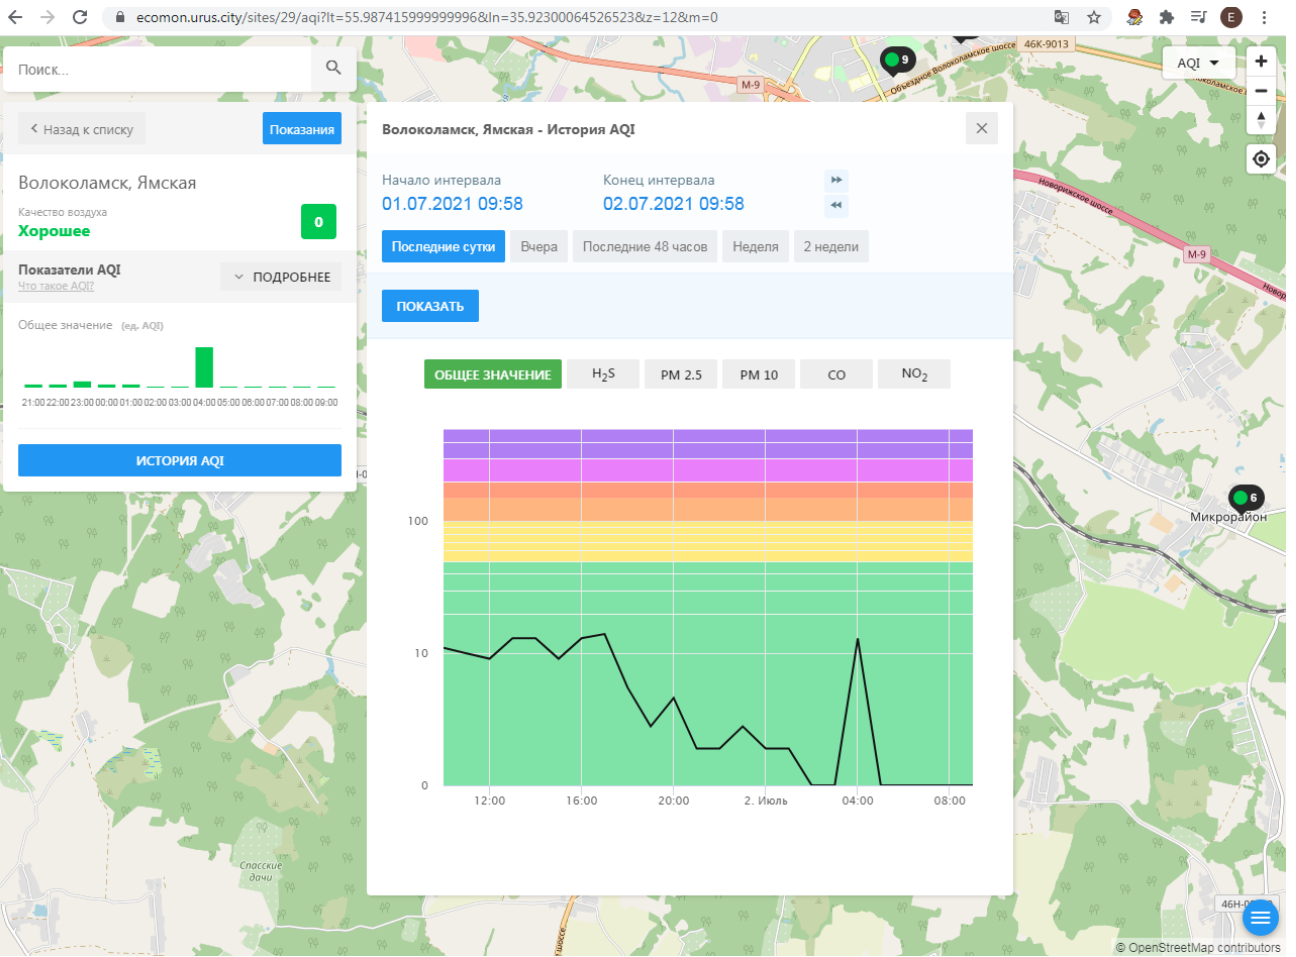 ecomon.urus.city/sites/29/aqi?lt=55.987415999999996&ln=35.92300064526523&z=12&m=0
E
Поиск...
46К-9013
Объездное Волоколамское шоссе
9
М-9
AQI
Назад к списку
Показания
Волоколамск, Ямская
Качество воздуха
Хорошее
0
Показатели AQI
Что такое AQI?
ПОДРОБНЕЕ
Общее значение (ед. AQI)
21:00 22:00 23:00 00:00 01:00 02:00 03:00 04:00 05:00 06:00 07:00 08:00 09:00
ИСТОРИЯ AQI
Волоколамск, Ямская - История AQI
Начало интервала
Конец интервала
01.07.2021 09:58
02.07.2021 09:58
Последние сутки
Вчера
Последние 48 часов
Неделя
2 недели
ПОКАЗАТЬ
ОБЩЕЕ ЗНАЧЕНИЕ
H2S
PM 2.5
PM 10
CO
NO2
100
10
0
12:00
16:00
20:00
2. Июль
04:00
08:00
Новорижское шоссе
М-9
6
Микрорайон
Спасские
дачи
© OpenStreetMap contributors